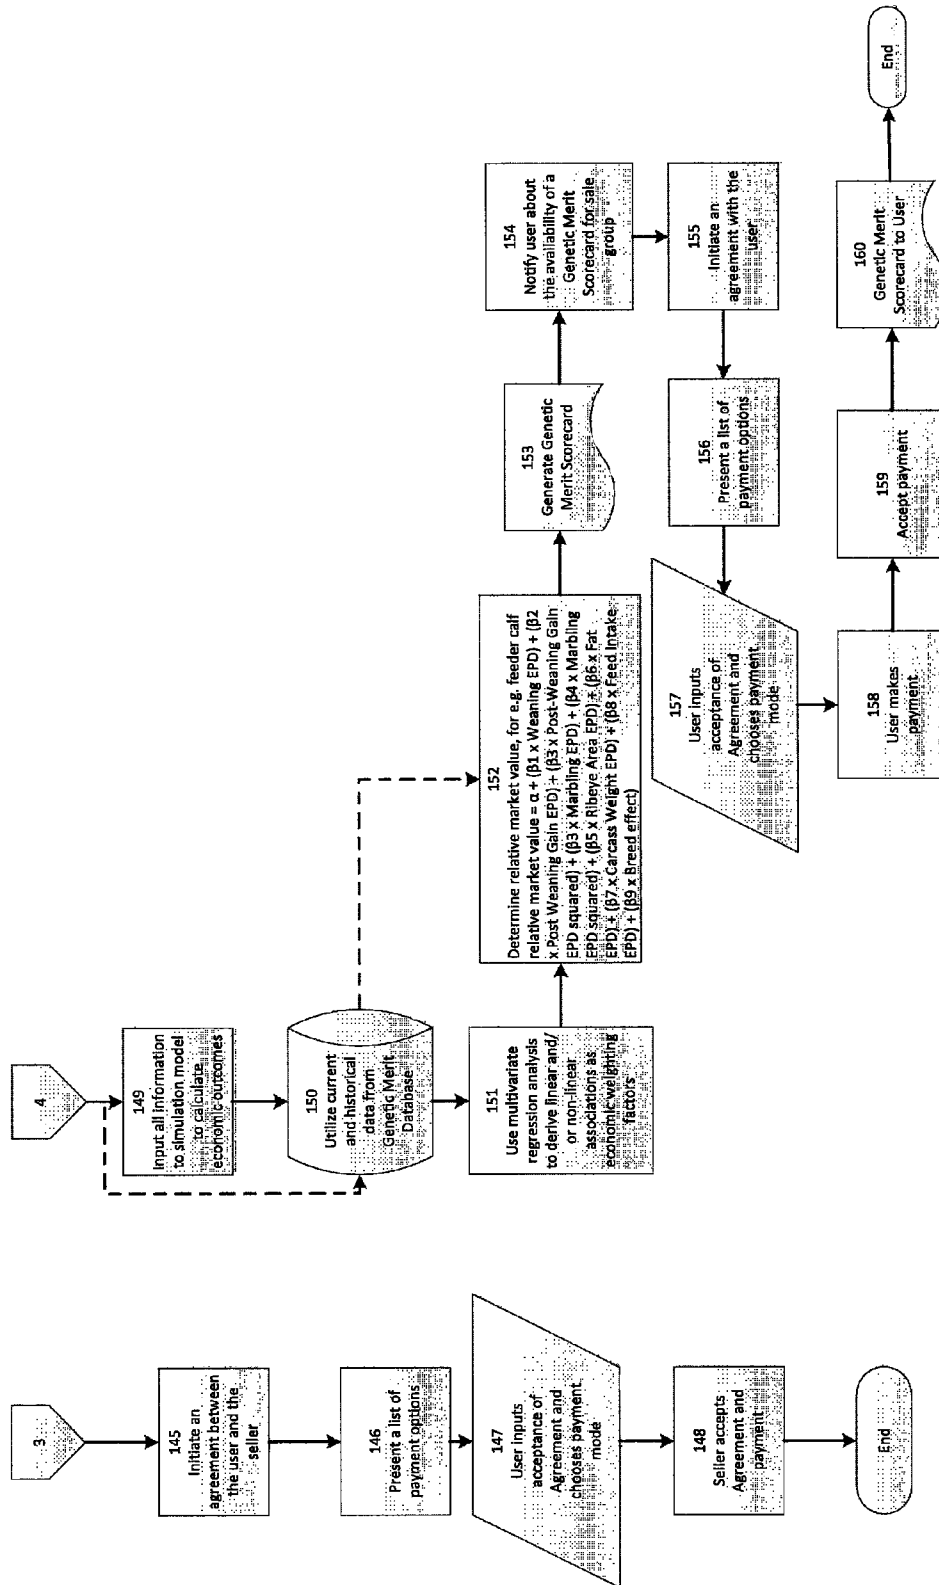 3
145
Initiate an
agreement between
the user and the
seller
146
Present a list of
payment options
147
User inputs
acceptance of
Agreement and
chooses payment
mode
148
Seller accepts
Agreement and
payment
End
4
149
Input all information
to simulation model
to calculate
economic outcomes
150
Utilize current
and historical
data from
Genetic Merit
Database
151
Use multivariate
regression analysis
to derive linear and/
or non-linear
associations as
economic weighting
factors
152
Determine relative market value, for e.g. feeder calf
relative market value = α + (β1 x Weaning EPD) + (β2
x Post Weaning Gain EPD) + (β3 x Post-Weaning Gain
EPD squared) + (β3 x Marbling EPD) + (β4 x Marbling
EPD squared) + (β5 x Ribeye Area EPD) + (β6 x Fat
EPD) + (β7 x Carcass Weight EPD) + (β8 x Feed Intake
EPD) + (β9 x Breed effect)
153
Generate Genetic
Merit Scorecard
154
Notify user about
the availability of a
Genetic Merit
Scorecard for sale
group
155
Initiate an
agreement with the
user
156
Present a list of
payment options
157
User Inputs
acceptance of
Agreement and
chooses payment
mode
158
User makes
payment
159
Accept payment
160
Genetic Merit
Scorecard to User
End